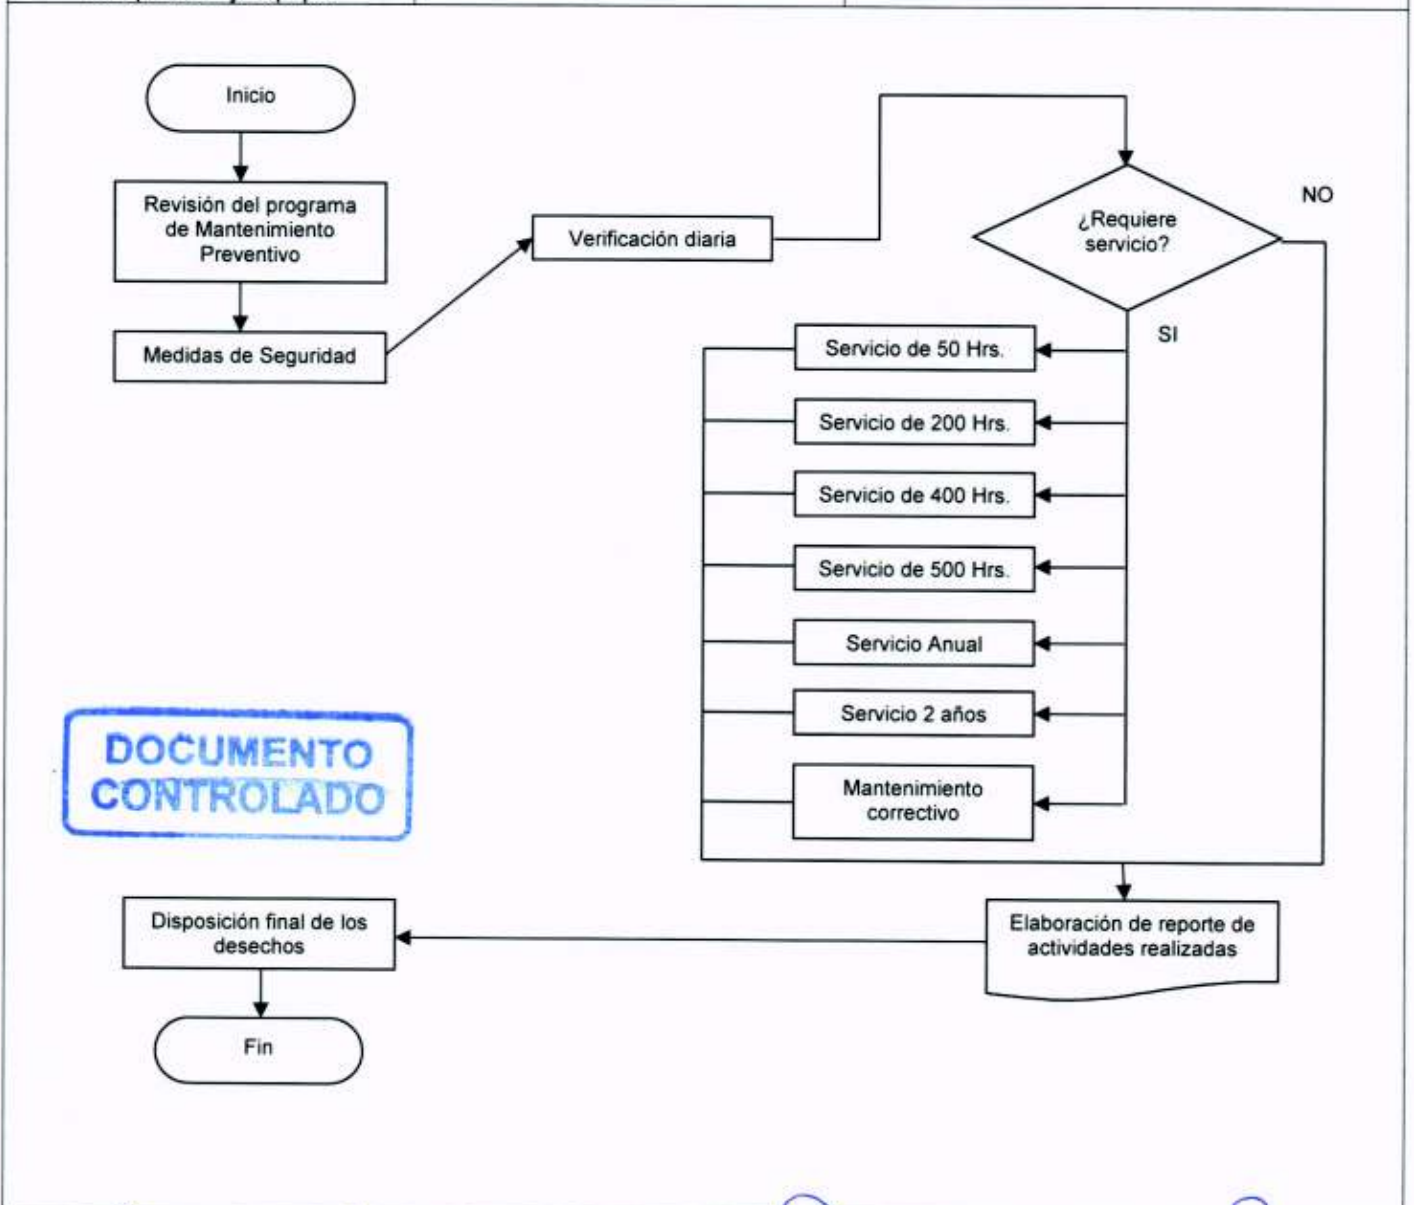 Inicio
Revisión del programa
de Mantenimiento
Preventivo
Medidas de Seguridad
Verificación diaria
¿Requiere
servicio?
NO
SI
Servicio de 50 Hrs.
Servicio de 200 Hrs.
Servicio de 400 Hrs.
Servicio de 500 Hrs.
Servicio Anual
Servicio 2 años
Mantenimiento
correctivo
DOCUMENTO
CONTROLADO
Elaboración de reporte de
actividades realizadas
Disposición final de los
desechos
Fin